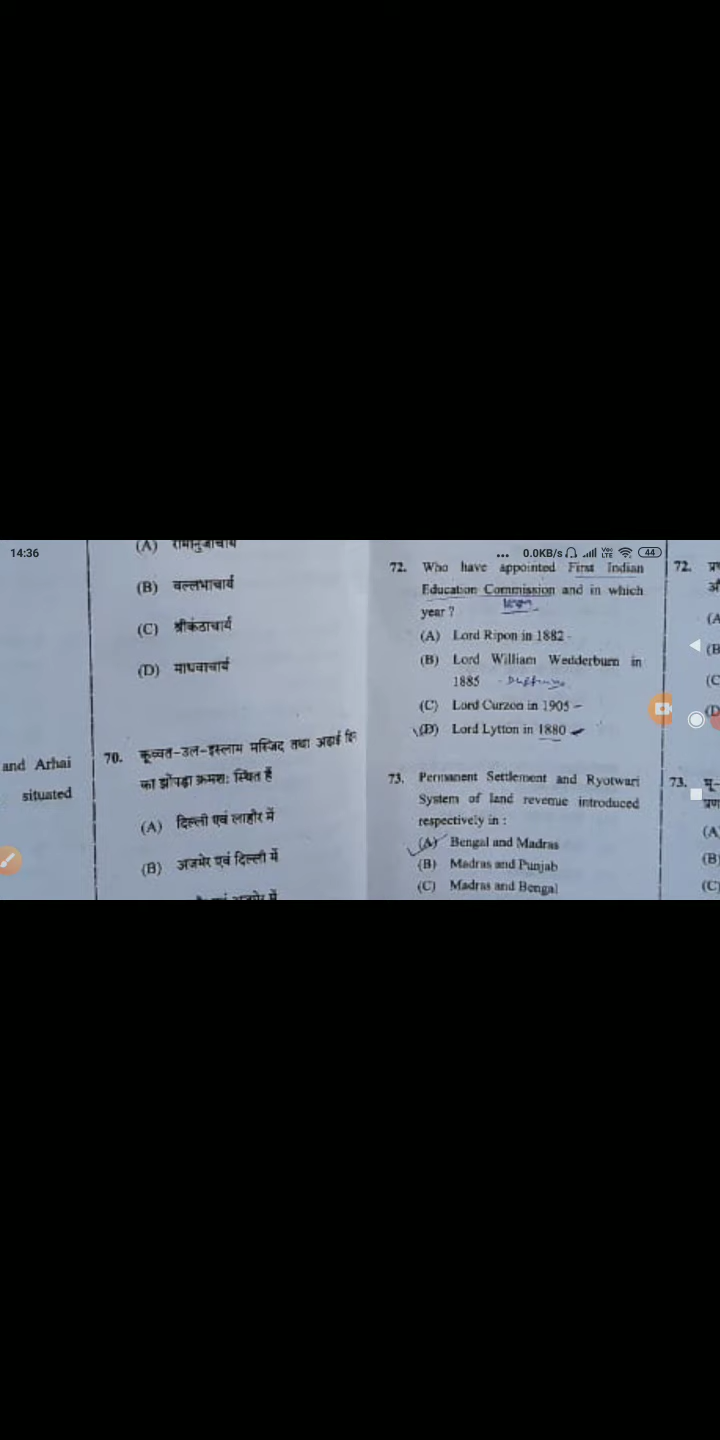 14:36
... 0.0KB/s Vo LTE 44
(A) रामानुजाचार्य
(B) वल्लभाचार्य
(C) श्रीकंठाचार्य
(D) माधवाचार्य
and Arhai
situated
70. कूव्वत-उल-इस्लाम मस्जिद तथा अढ़ाई
का झोंपड़ा क्रमशः स्थित हैं
(A) दिल्ली एवं लाहौर में
(B) अजमेर एवं दिल्ली में
72. Who have appointed First Indian
Education Commission and in which
year ?
(A) Lord Ripon in 1882 -
(B) Lord William Wedderburn in
1885
(C) Lord Curzon in 1905 -
(D) Lord Lytton in 1880
73. Permanent Settlement and Ryotwari
System of land revenue introduced
respectively in :
(A) Bengal and Madras
(B) Madras and Punjab
(C) Madras and Bengal
72.
(A
(B
(C
(D
73. भू-
(A)
(B)
(C)